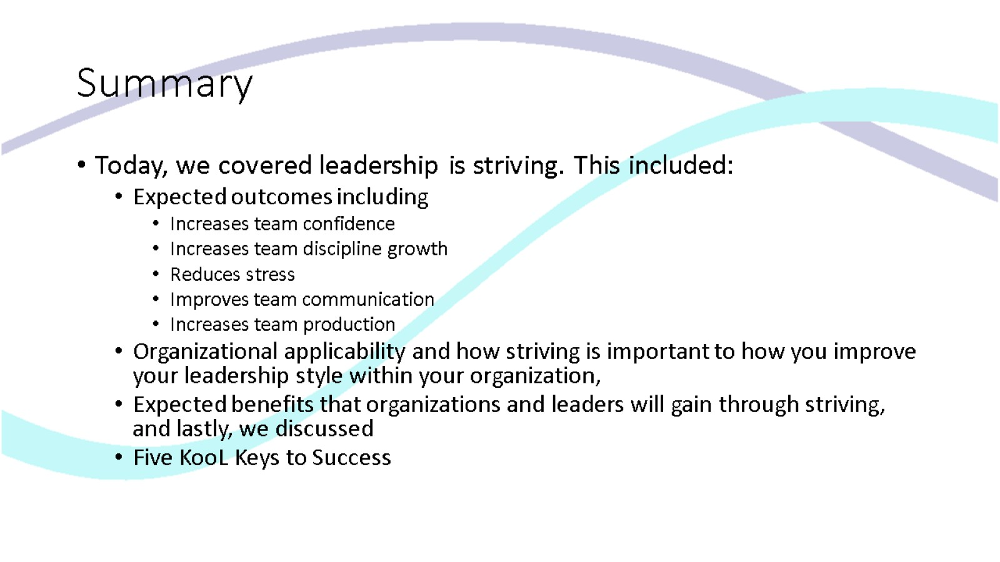 Summary
• Today, we covered leadership is striving. This included:
• Expected outcomes including
• Increases team confidence
• Increases team discipline growth
• Reduces stress
• Improves team communication
• Increases team production
• Organizational applicability and how striving is important to how you improve
your leadership style within your organization,
• Expected benefits that organizations and leaders will gain through striving,
and lastly, we discussed
• Five KooL Keys to Success